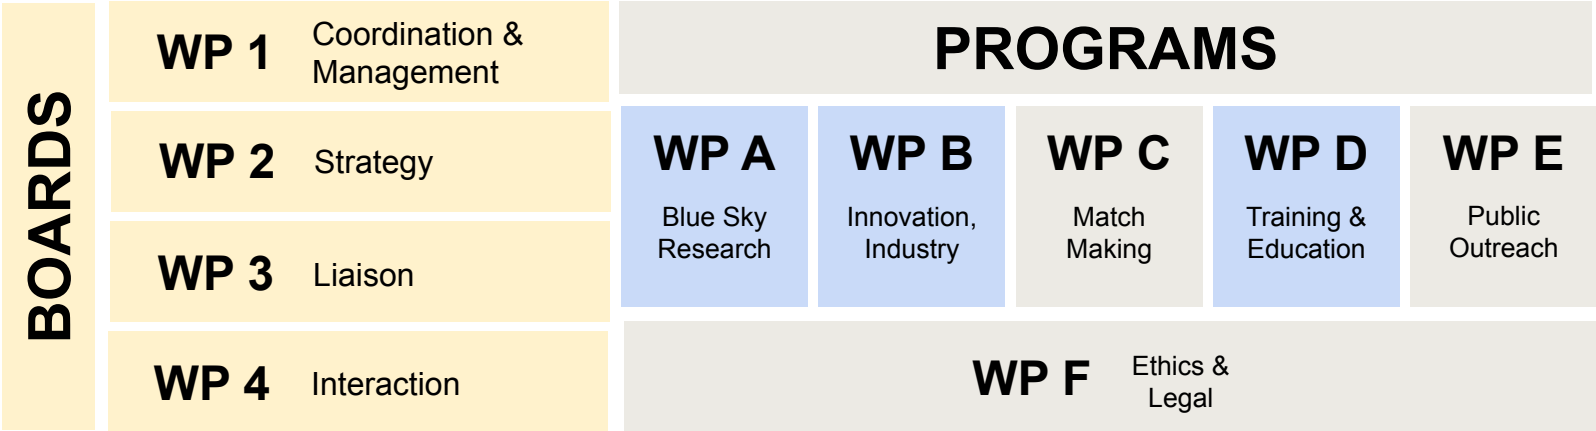 BOARDS
WP 1
Coordination &
Management
WP 2
Strategy
WP 3
Liaison
WP 4
Interaction
PROGRAMS
WP A
Blue Sky
Research
WP B
Innovation,
Industry
WP C
Match
Making
WP D
Training &
Education
WP E
Public
Outreach
WP F
Ethics &
Legal